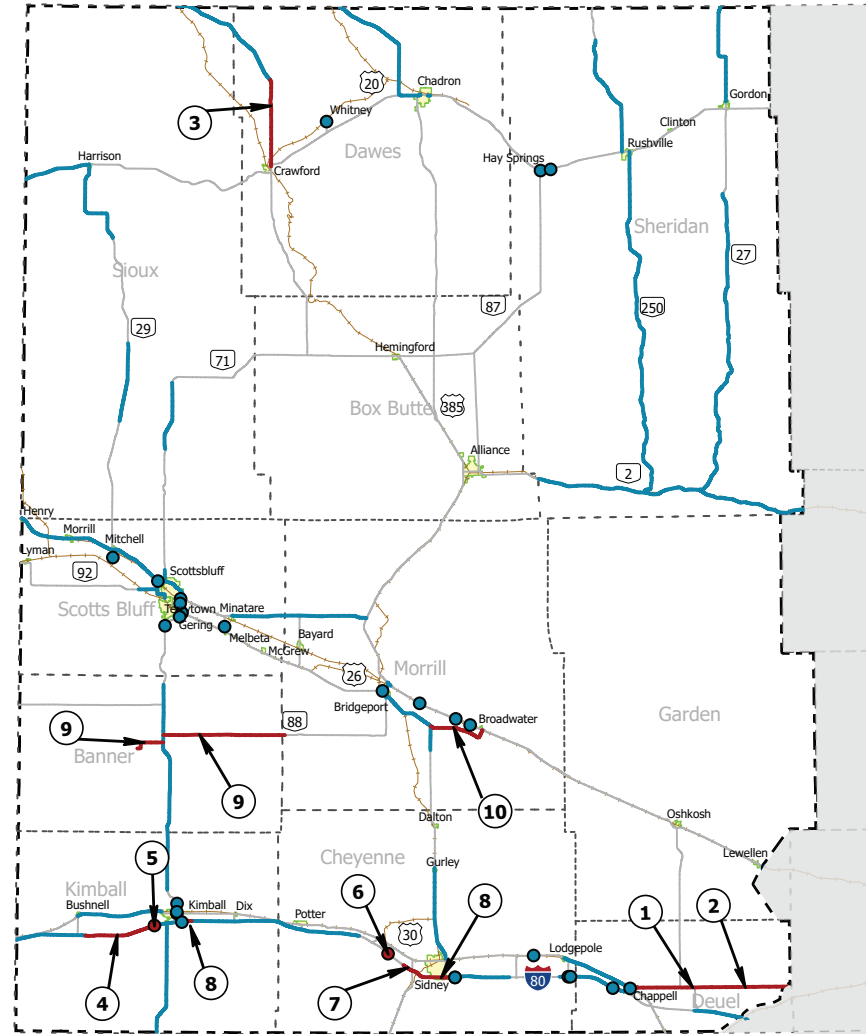 20
Chadron
Gordon
3
Whitney
Clinton
Dawes
Rushville
Harrison
Hay Springs
Crawford
Sheridan
27
Sioux
87
250
29
Hemingford
71
Box Butte
385
Alliance
2
Henry
Morrill
Mitchell
Lyman
Scottsbluff
92
Scotts Bluff
Terrytown
Minatare
Gering
Bayard
Melbeta
McGrew
Morrill
26
Bridgeport
Garden
88
Broadwater
9
Banner
9
10
Oshkosh
Dalton
5
Cheyenne
Lewellen
Gurley
6
Kimball
8
Bushnell
Kimball
Dix
1
2
Potter
30
Lodgepole
4
8
7
Sidney
80
Chappell
Deuel